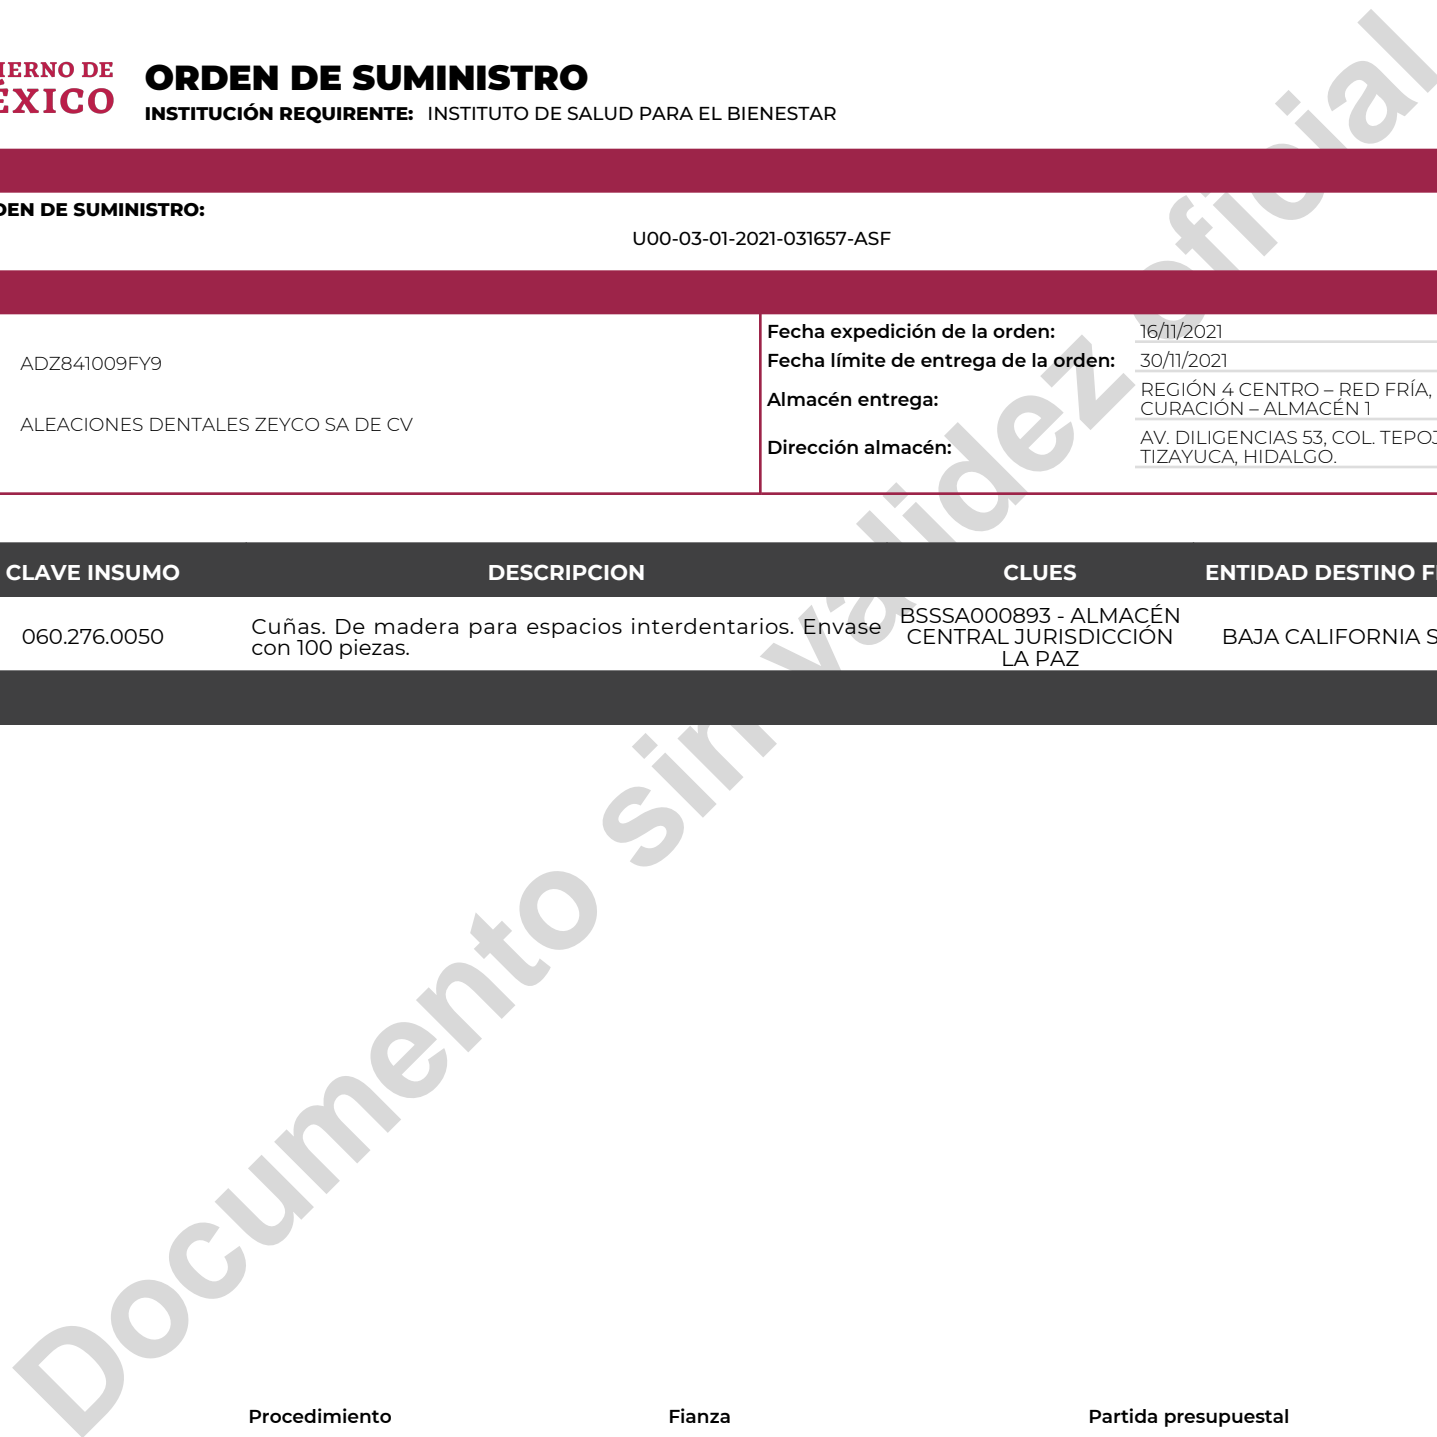 IERNO DE
ÉXICO
ORDEN DE SUMINISTRO
INSTITUCIÓN REQUIRENTE: INSTITUTO DE SALUD PARA EL BIENESTAR
DEN DE SUMINISTRO:
U00-03-01-2021-031657-ASF
ADZ841009FY9
ALEACIONES DENTALES ZEYCO SA DE CV
Fecha expedición de la orden: 16/11/2021
Fecha límite de entrega de la orden: 30/11/2021
Almacén entrega: REGIÓN 4 CENTRO – RED FRÍA,
CURACIÓN – ALMACÉN 1
Dirección almacén: AV. DILIGENCIAS 53, COL. TEPOJ
TIZAYUCA, HIDALGO.
CLAVE INSUMO DESCRIPCION CLUES ENTIDAD DESTINO F
060.276.0050
Cuñas. De madera para espacios interdentarios. Envase
con 100 piezas.
BSSSA000893 - ALMACÉN
CENTRAL JURISDICCIÓN
LA PAZ
BAJA CALIFORNIA S
Procedimiento Fianza Partida presupuestal
Documento sin validez oficial